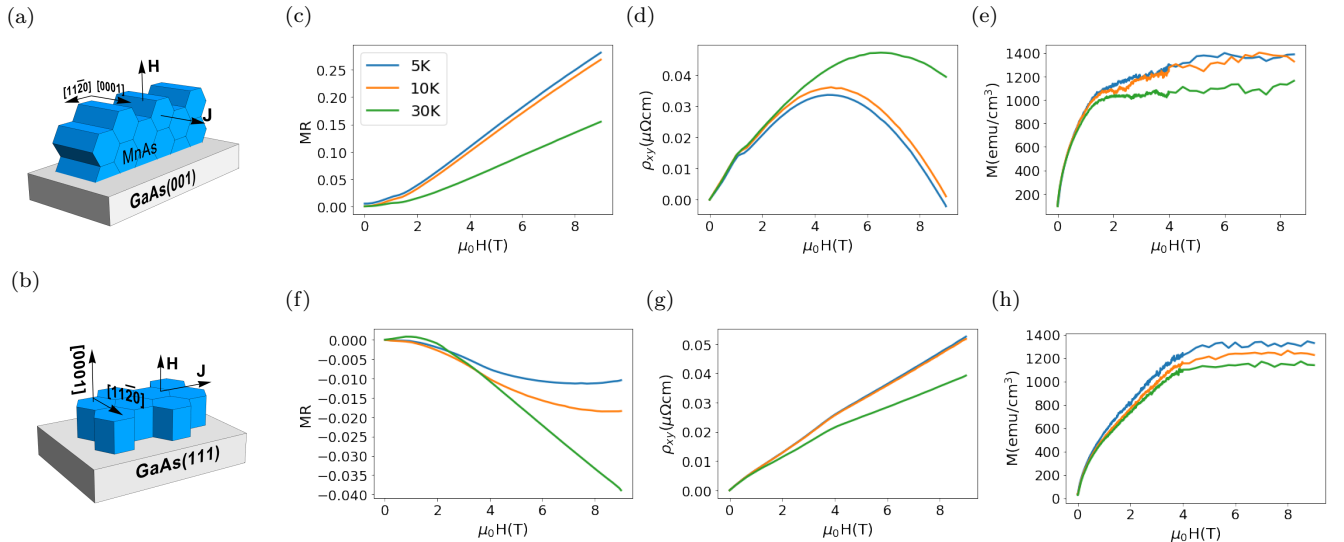 (a)
[11$\overline{2}$0] [0001]
H
J
MnAs
GaAs(001)
(c)
MR
0.25
0.20
0.15
0.10
0.05
0.00
5K
10K
30K
0 2 4 6 8
μ₀H(T)
(d)
ρxy(μΩcm)
0.04
0.03
0.02
0.01
0.00
0 2 4 6 8
μ₀H(T)
(e)
M(emu/cm³)
1400
1200
1000
800
600
400
200
0 2 4 6 8
μ₀H(T)
(b)
[0001]
[11$\overline{2}$0]
H
J
GaAs(111)
(f)
MR
0.000
−0.005
−0.010
−0.015
−0.020
−0.025
−0.030
−0.035
−0.040
0 2 4 6 8
μ₀H(T)
(g)
ρxy(μΩcm)
0.05
0.04
0.03
0.02
0.01
0.00
0 2 4 6 8
μ₀H(T)
(h)
M(emu/cm³)
1400
1200
1000
800
600
400
200
0
0 2 4 6 8
μ₀H(T)